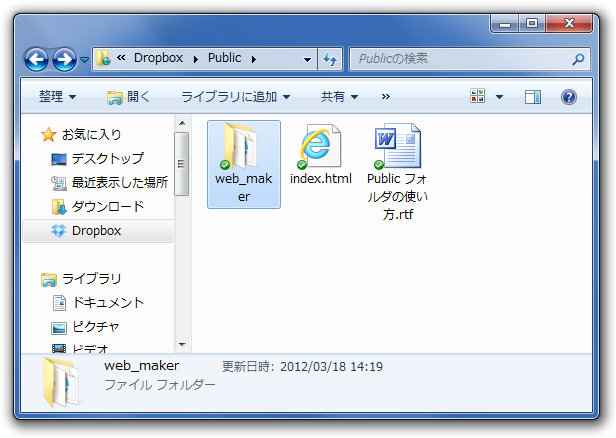 « Dropbox ▸ Public ▸
Publicの検索
整理 開く ライブラリに追加 共有 »
お気に入り
デスクトップ
最近表示した場所
ダウンロード
Dropbox
ライブラリ
ドキュメント
ピクチャ
ビデオ
web_mak
er
index.html
Public フォ
ルダの使い
方.rtf
web_maker 更新日時: 2012/03/18 14:19
ファイル フォルダー